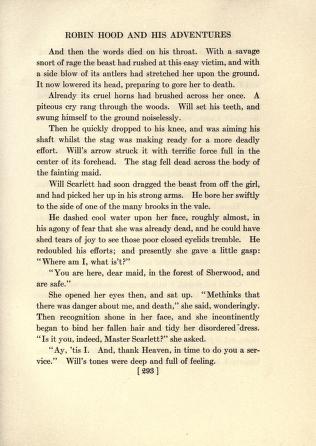 ROBIN HOOD AND HIS ADVENTURES
And then the words died on his throat. With a savage
snort of rage the beast had rushed at this easy victim, and with
a side blow of its antlers had stretched her upon the ground.
It now lowered its head, preparing to gore her to death.
Already its cruel horns had brushed across her once. A
piteous cry rang through the woods. Will set his teeth, and
swung himself to the ground noiselessly.
Then he quickly dropped to his knee, and was aiming his
shaft whilst the stag was making ready for a more deadly
effort. Will's arrow struck it with terrific force full in the
center of its forehead. The stag fell dead across the body of
the fainting maid.
Will Scarlett had soon dragged the beast from off the girl,
and had picked her up in his strong arms. He bore her swiftly
to the side of one of the many brooks in the vale.
He dashed cool water upon her face, roughly almost, in
his agony of fear that she was already dead, and he could have
shed tears of joy to see those poor closed eyelids tremble. He
redoubled his efforts; and presently she gave a little gasp:
"Where am I, what is't?"
"You are here, dear maid, in the forest of Sherwood, and
are safe."
She opened her eyes then, and sat up. "Methinks that
there was danger about me, and death," she said, wonderingly.
Then recognition shone in her face, and she incontinently
began to bind her fallen hair and tidy her disordered dress.
"Is it you, indeed, Master Scarlett?" she asked.
"Ay, 'tis I. And, thank Heaven, in time to do you a ser-
vice." Will's tones were deep and full of feeling.
[ 293 ]